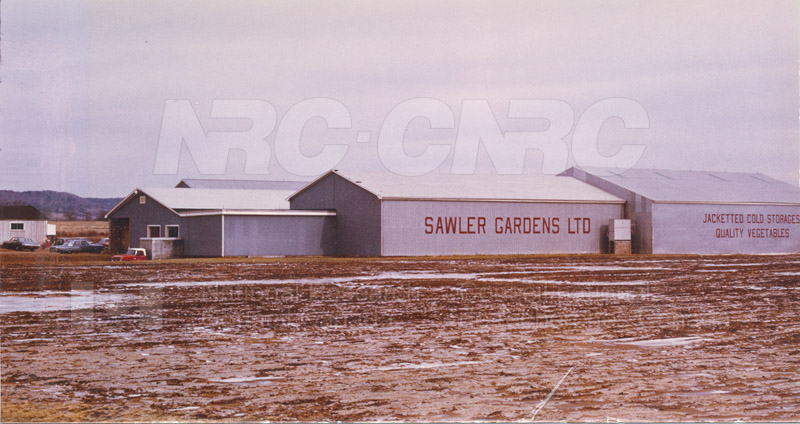 NRC·CNRC
SAWLER GARDENS LTD
JACKETTED COLD STORAGES
QUALITY VEGETABLES